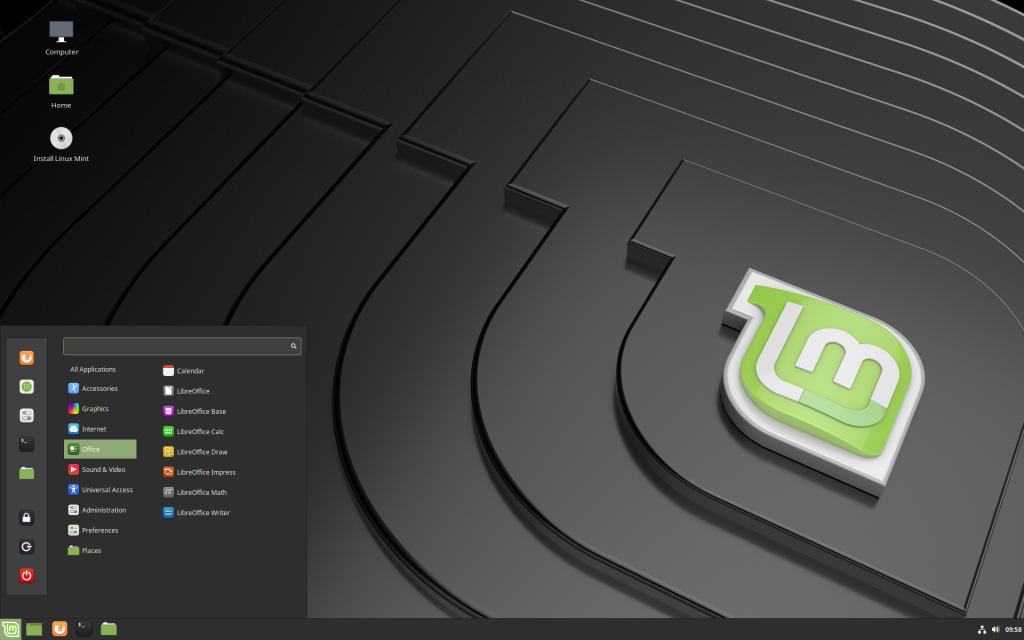 Computer
Home
Install Linux Mint
lm
All Applications
Accessories
Graphics
Internet
Office
Sound & Video
Universal Access
Administration
Preferences
Places
Calendar
LibreOffice
LibreOffice Base
LibreOffice Calc
LibreOffice Draw
LibreOffice Impress
LibreOffice Math
LibreOffice Writer
09:58